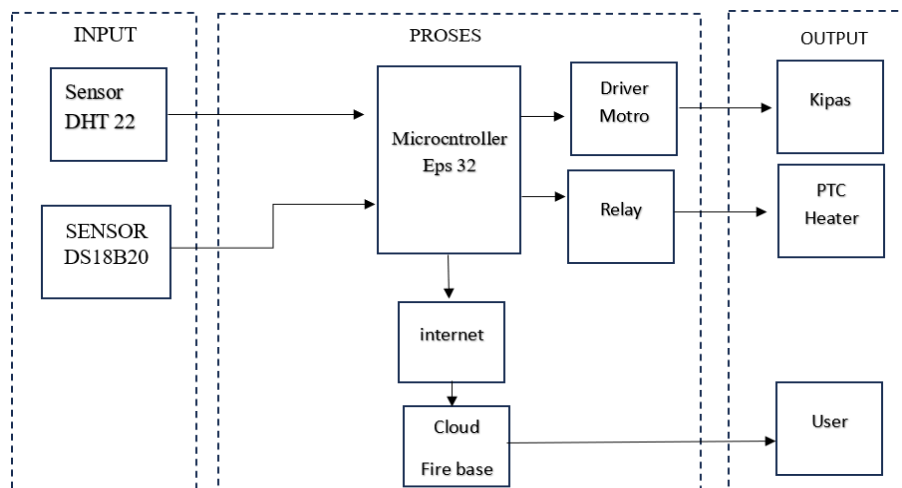 INPUT
Sensor
DHT 22
SENSOR
DS18B20
PROSES
Microcntroller
Eps 32
Driver
Motro
Relay
internet
Cloud
Fire base
OUTPUT
Kipas
PTC
Heater
User